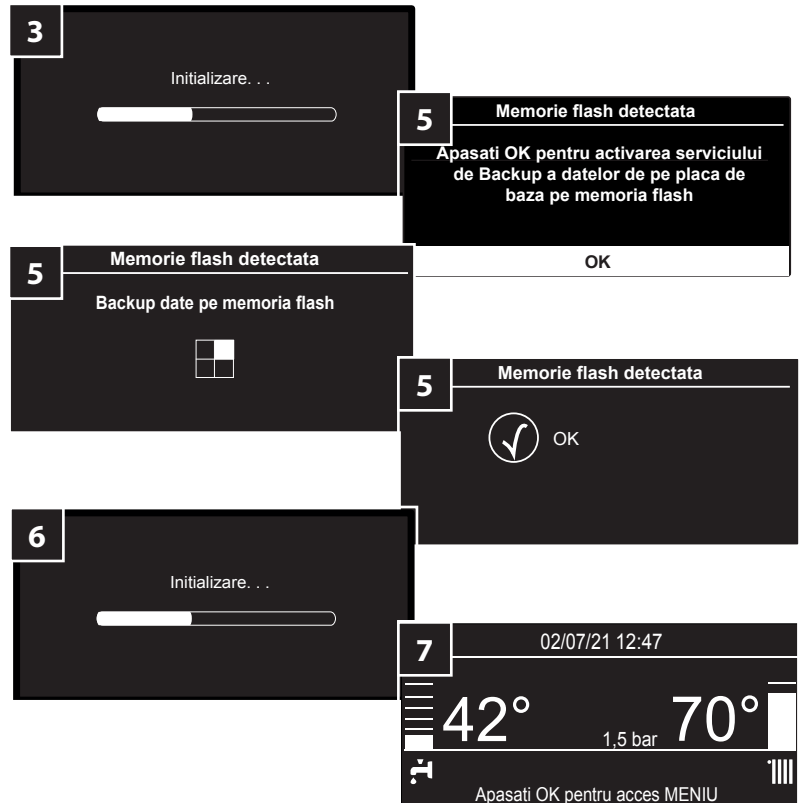 3
Initializare. . .
5
Memorie flash detectata
Apasati OK pentru activarea serviciului
de Backup a datelor de pe placa de
baza pe memoria flash
OK
5
Memorie flash detectata
Backup date pe memoria flash
5
Memorie flash detectata
√ OK
6
Initializare. . .
7
02/07/21 12:47
42° 1,5 bar 70°
Apasati OK pentru acces MENIU